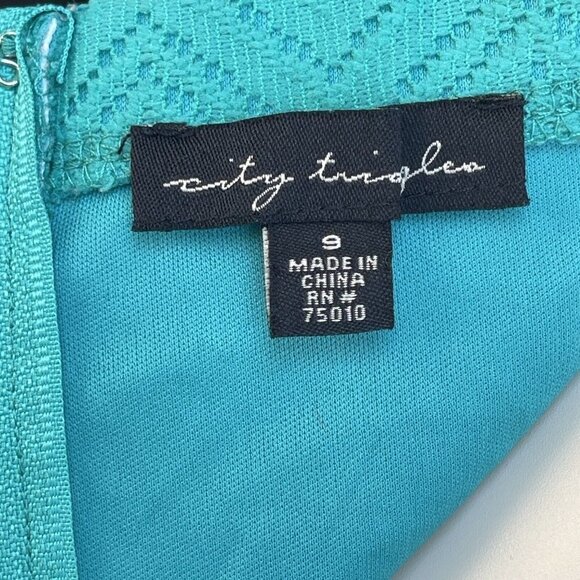 city triangles
9
MADE IN
CHINA
RN #
75010